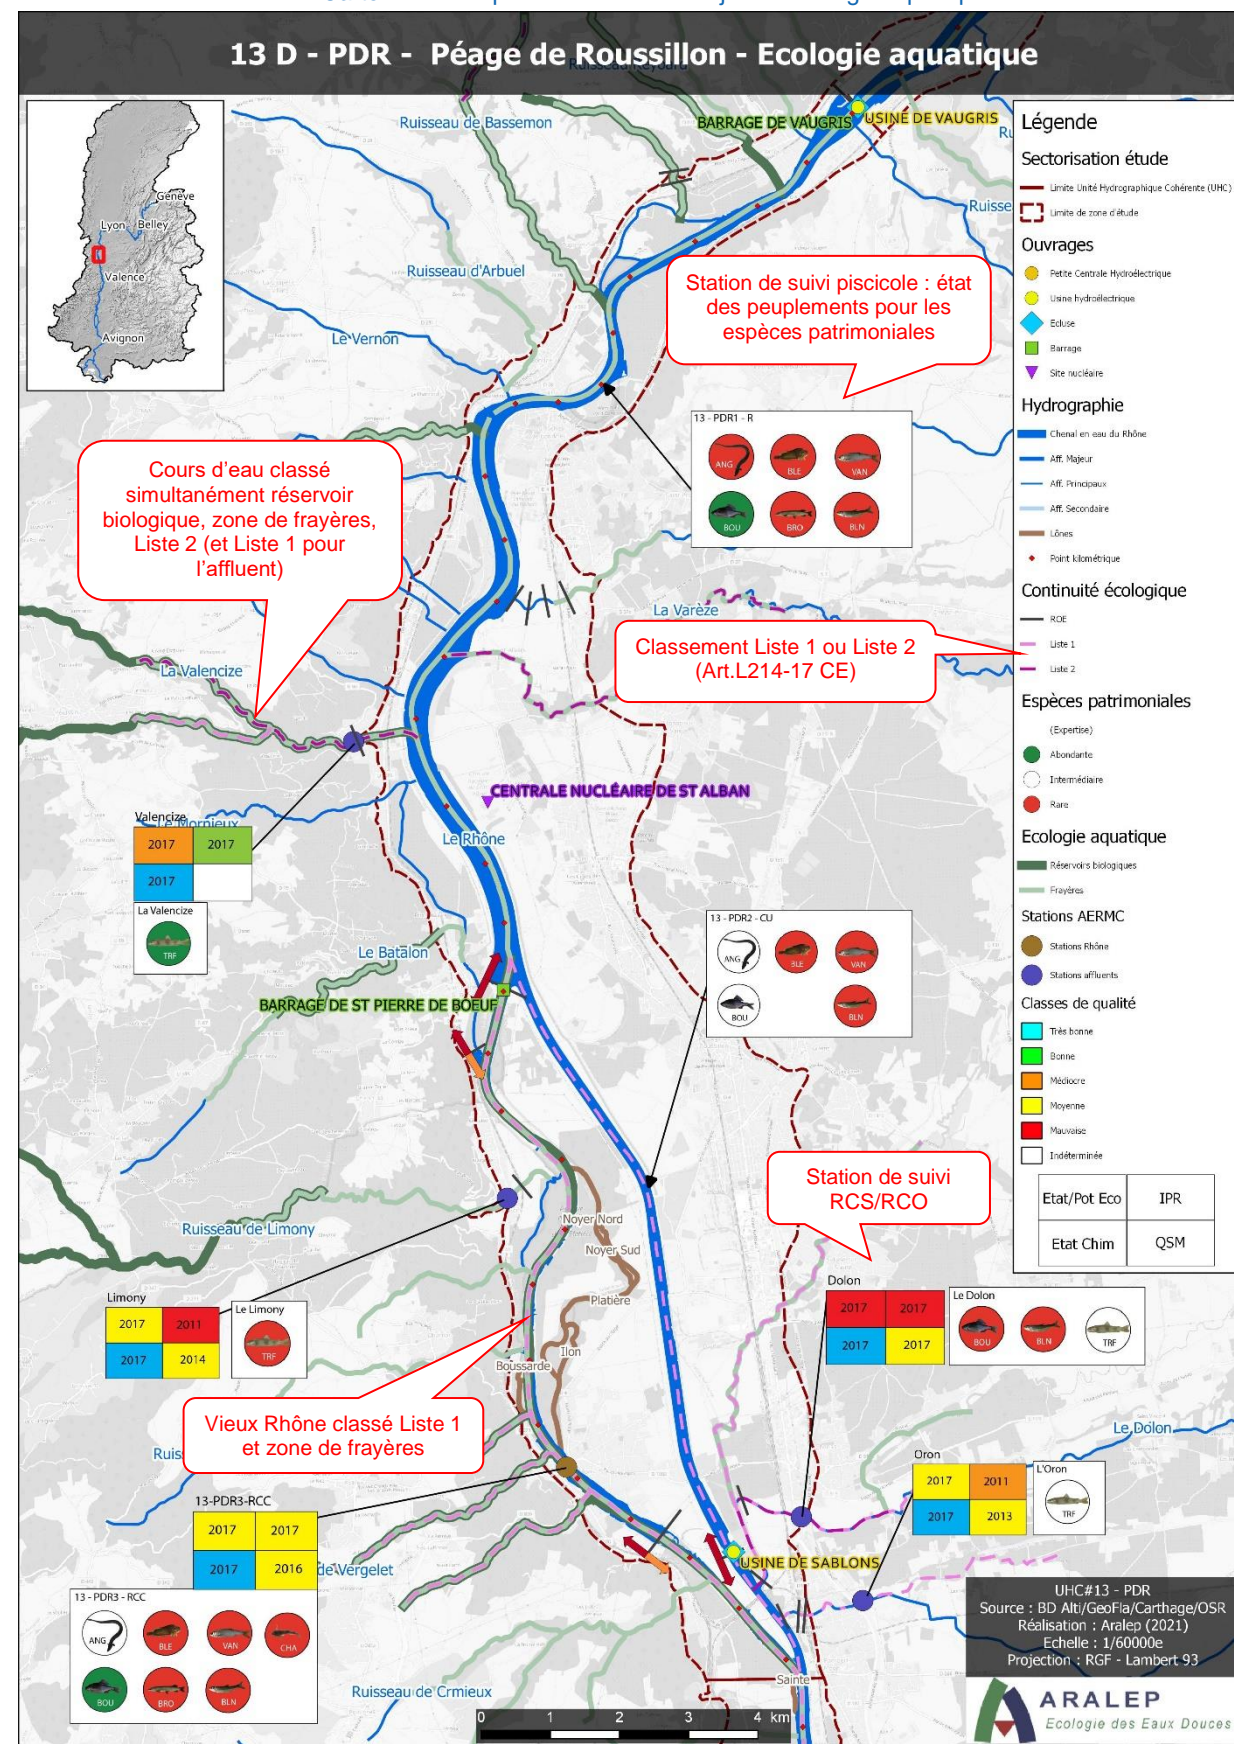 13 D - PDR - Péage de Roussillon - Ecologie aquatique
Ruisseau de Bassemon
BARRAGE DE VAUGRIS
USINE DE VAUGRIS
Genève
Lyon
Belley
Valence
Avignon
Ruisseau d'Arbuel
Le Vernon
Station de suivi piscicole : état
des peuplements pour les
espèces patrimoniales
13 - PDR1 - R
ANG
BLE
VAN
BOU
BRO
BLN
Cours d'eau classé
simultanément réservoir
biologique, zone de frayères,
Liste 2 (et Liste 1 pour
l'affluent)
La Varèze
Classement Liste 1 ou Liste 2
(Art.L214-17 CE)
La Valencize
CENTRALE NUCLÉAIRE DE ST ALBAN
Le Rhône
Valencize
Le Mornieux
2017
2017
2017
La Valencize
TRF
Le Batalon
BARRAGE DE ST PIERRE DE BOEUF
13 - PDR2 - CU
ANG
BLE
VAN
BOU
BLN
Station de suivi
RCS/RCO
Ruisseau de Limony
Noyer Nord
Noyer Sud
Platière
Ilon
Boussarde
Limony
2017
2011
2017
2014
Le Limony
TRF
Dolon
2017
2017
2017
2017
Le Dolon
BOU
BLN
TRF
Vieux Rhône classé Liste 1
et zone de frayères
Le Dolon
Oron
2017
2011
2017
2013
L'Oron
TRF
13-PDR3-RCC
2017
2017
2017
2016
de Vergelet
13 - PDR3 - RCC
ANG
BLE
VAN
CHA
BOU
BRO
BLN
USINE DE SABLONS
Ruisseau de Crmieux
Sainte
0 1 2 3 4 km
Légende
Sectorisation étude
Limite Unité Hydrographique Cohérente (UHC)
Limite de zone d'étude
Ouvrages
Petite Centrale Hydroélectrique
Usine hydroélectrique
Ecluse
Barrage
Site nucléaire
Hydrographie
Chenal en eau du Rhône
Aff. Majeur
Aff. Principaux
Aff. Secondaire
Lônes
Point kilométrique
Continuité écologique
ROE
Liste 1
Liste 2
Espèces patrimoniales
(Expertise)
Abondante
Intermédiaire
Rare
Ecologie aquatique
Réservoirs biologiques
Frayères
Stations AERMC
Stations Rhône
Stations affluents
Classes de qualité
Très bonne
Bonne
Médiocre
Moyenne
Mauvaise
Indéterminée
Etat/Pot Eco
IPR
Etat Chim
QSM
UHC#13 - PDR
Source : BD Alti/GeoFla/Carthage/OSR
Réalisation : Aralep (2021)
Echelle : 1/60000e
Projection : RGF - Lambert 93
ARALEP
Ecologie des Eaux Douces